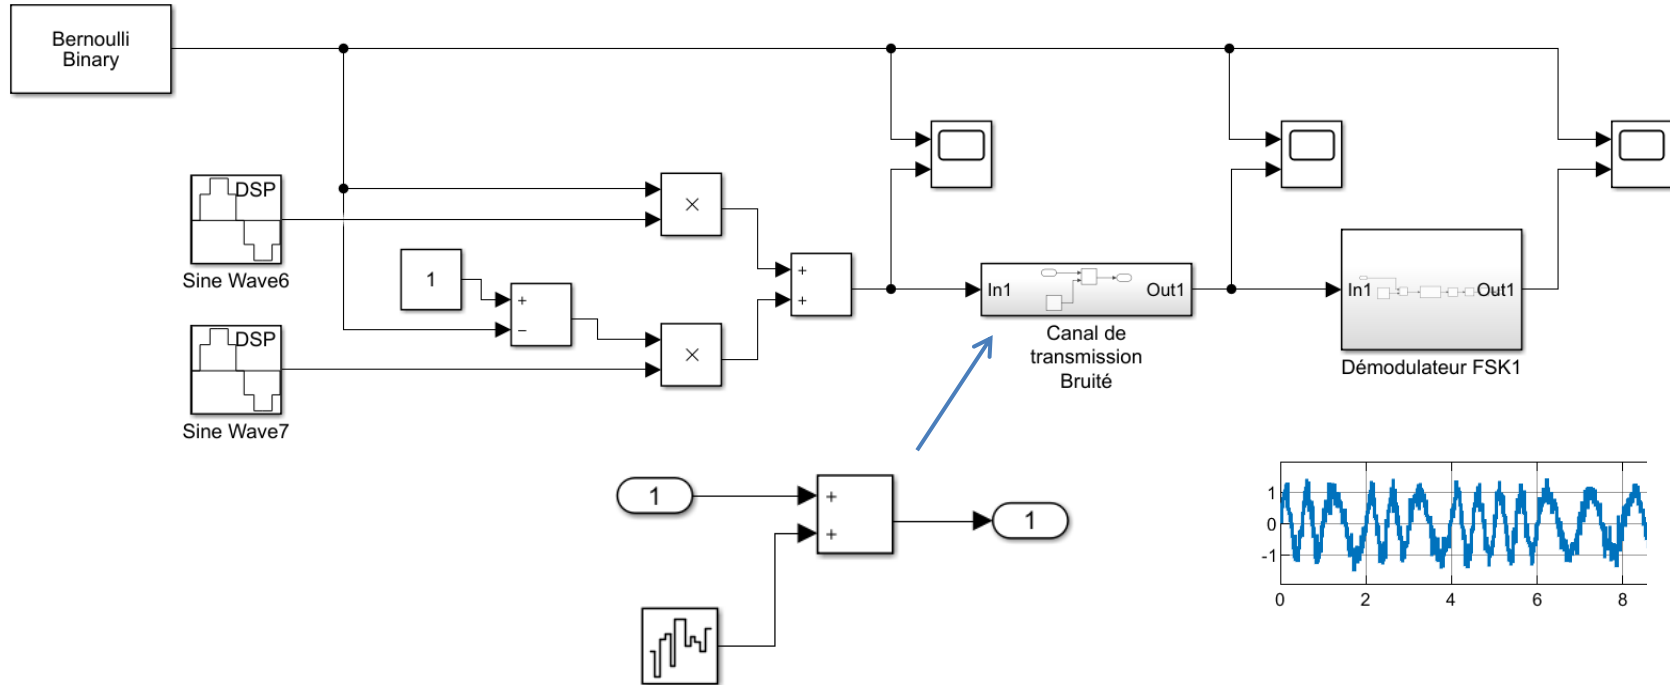 Bernoulli
Binary
DSP
Sine Wave6
×
1
+
−
+
+
DSP
Sine Wave7
×
In1
Out1
Canal de
transmission
Bruité
In1
Out1
Démodulateur FSK1
1
+
+
1
1
0
-1
0
2
4
6
8